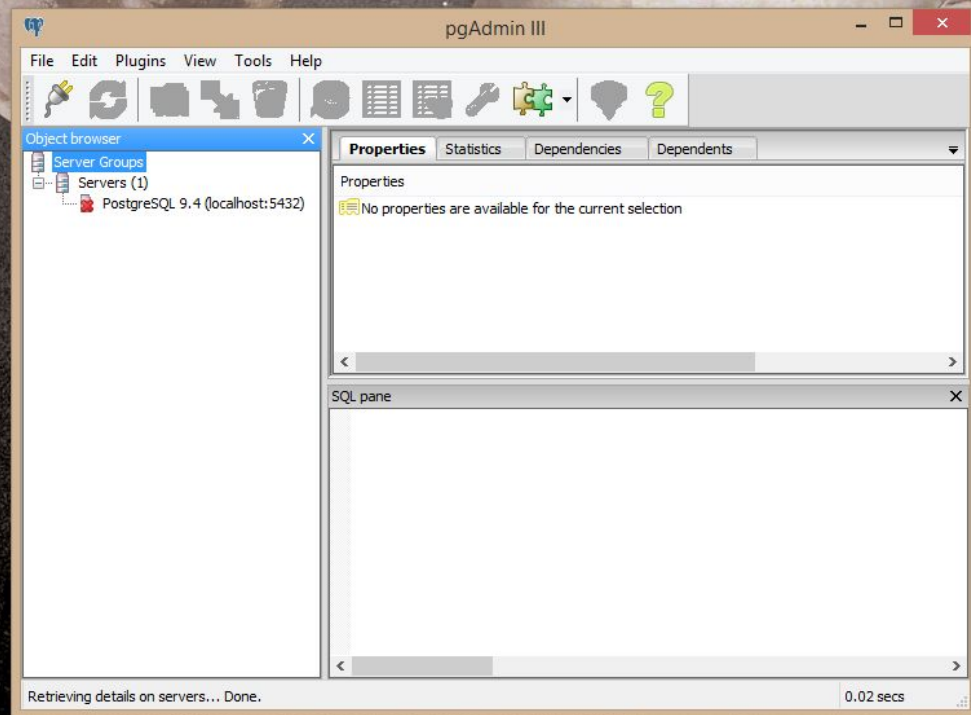 pgAdmin III
File Edit Plugins View Tools Help
Object browser
Server Groups
Servers (1)
PostgreSQL 9.4 (localhost:5432)
Properties Statistics Dependencies Dependents
Properties
No properties are available for the current selection
SQL pane
Retrieving details on servers... Done.
0.02 secs